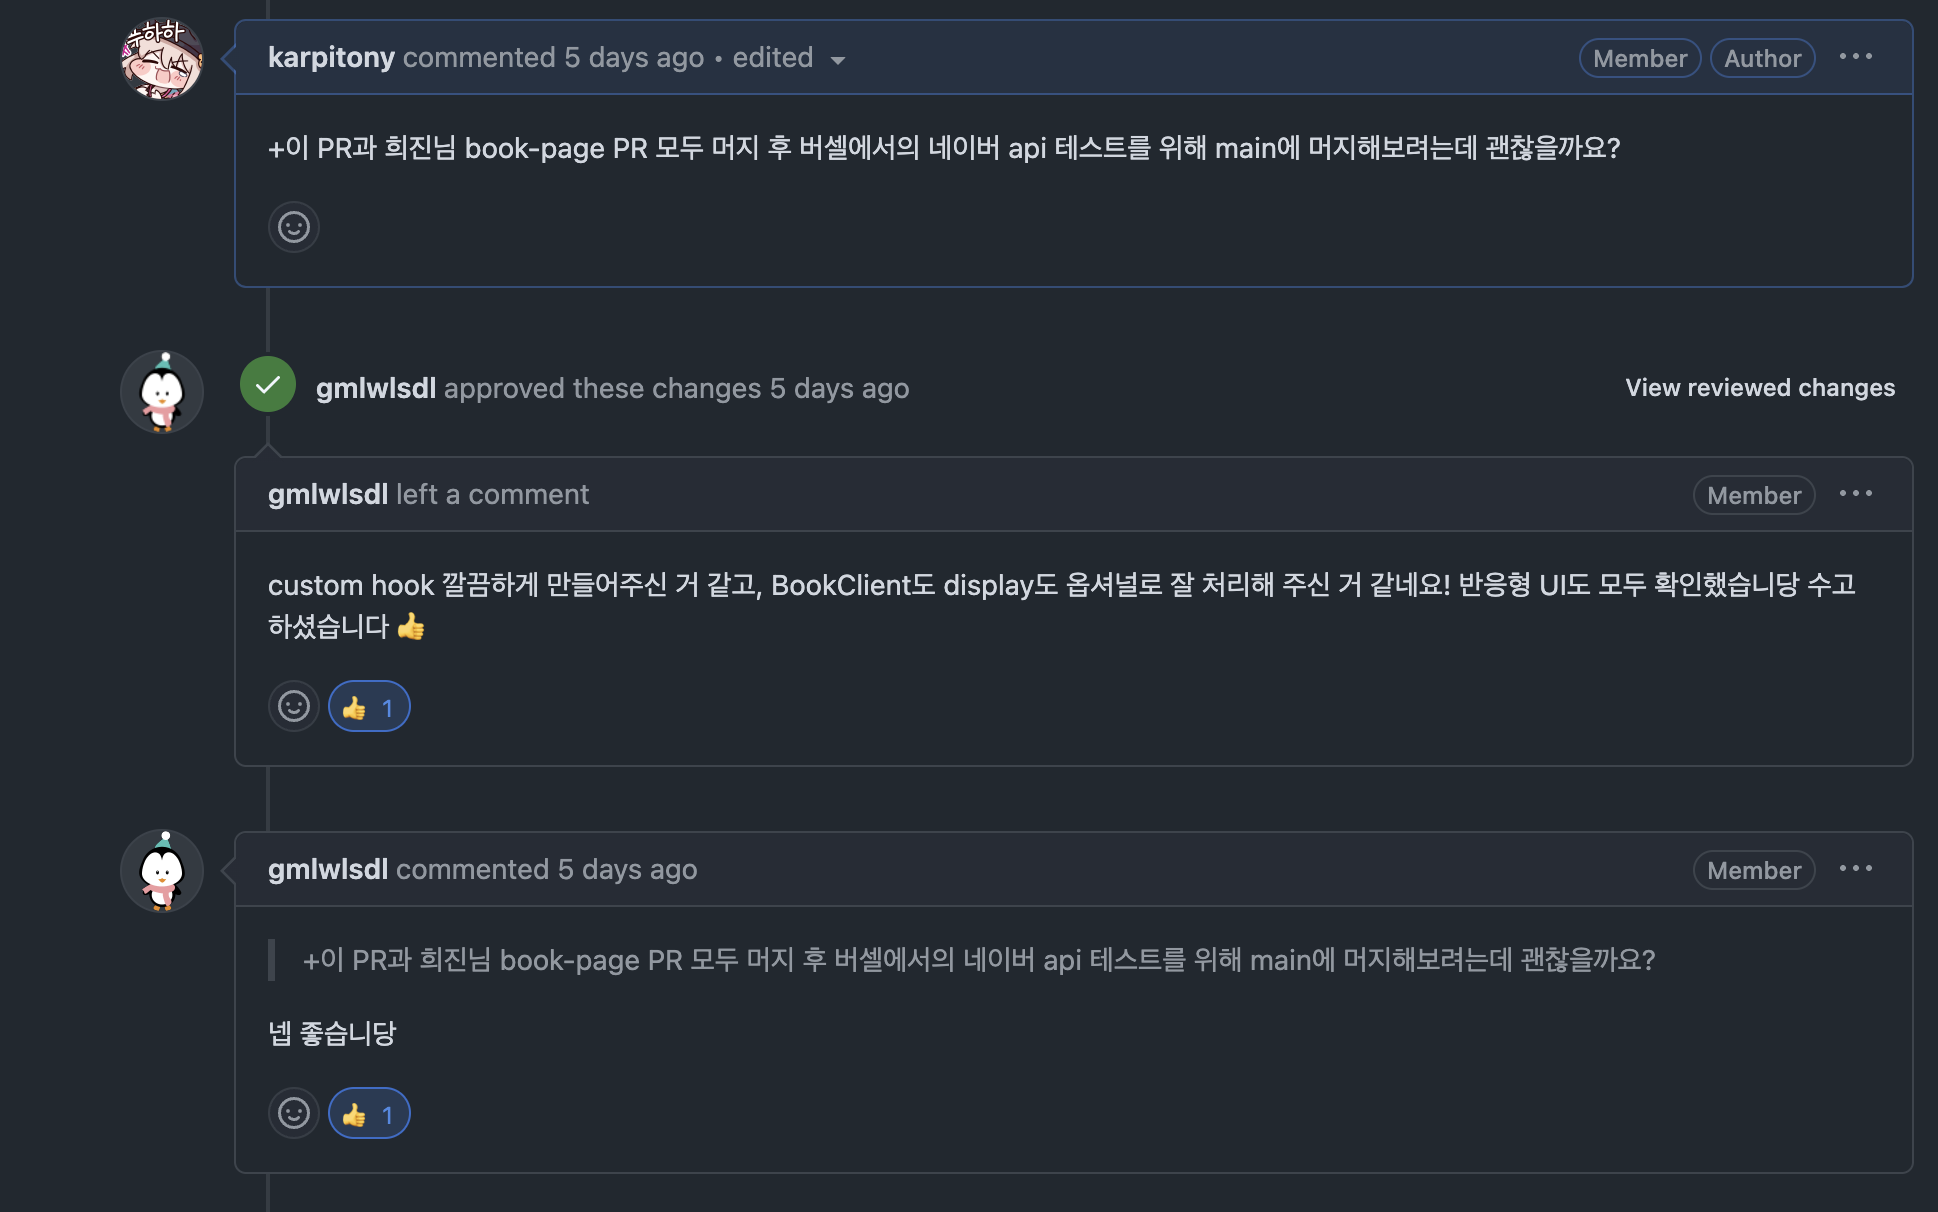 수하하
karpitony commented 5 days ago • edited
Member
Author
+이 PR과 희진님 book-page PR 모두 머지 후 버셀에서의 네이버 api 테스트를 위해 main에 머지해보려는데 괜찮을까요?
gmlwlsdl approved these changes 5 days ago
View reviewed changes
gmlwlsdl left a comment
Member
custom hook 깔끔하게 만들어주신 거 같고, BookClient도 display도 옵셔널로 잘 처리해 주신 거 같네요! 반응형 UI도 모두 확인했습니당 수고
하셨습니다 👍
👍 1
gmlwlsdl commented 5 days ago
Member
+이 PR과 희진님 book-page PR 모두 머지 후 버셀에서의 네이버 api 테스트를 위해 main에 머지해보려는데 괜찮을까요?
넵 좋습니당
👍 1